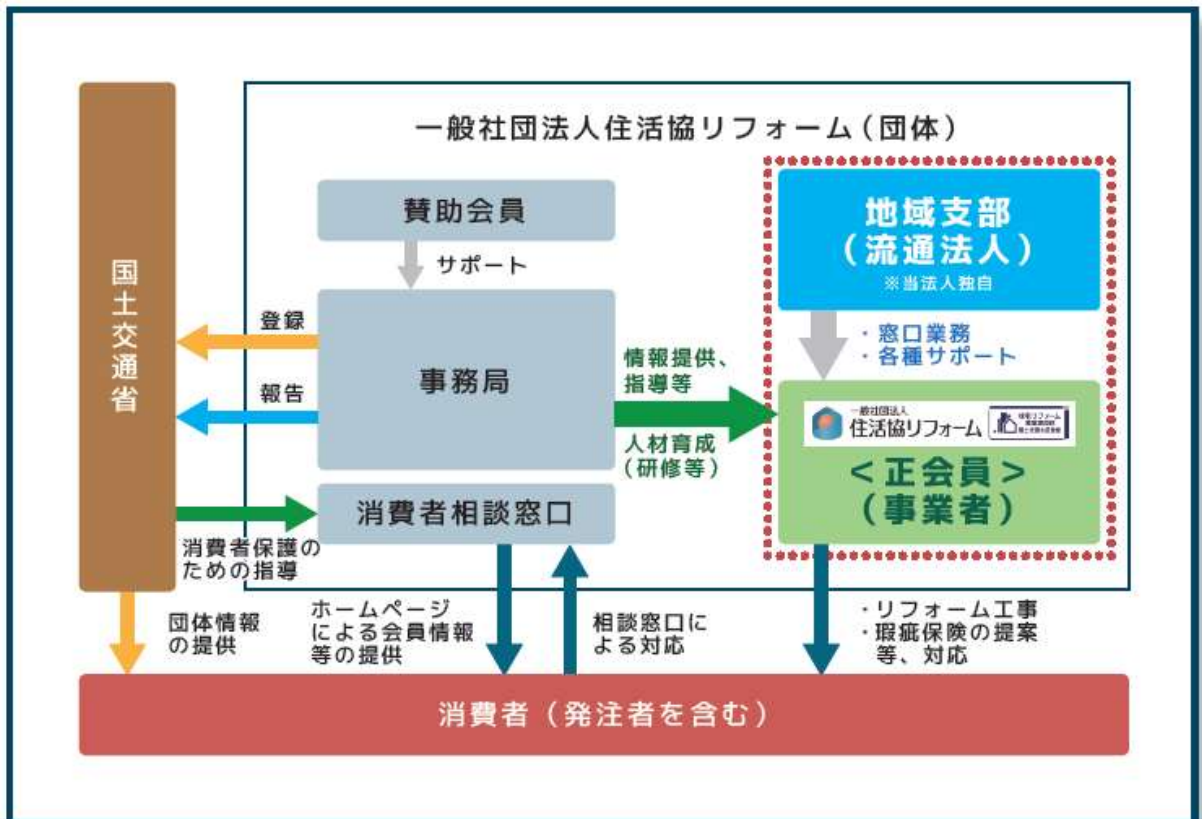 一般社団法人住活協リフォーム(団体)
国土交通省
賛助会員
サポート
登録
報告
事務局
情報提供、
指導等
人材育成
(研修等)
地域支部
(流通法人)
※当法人独自
・窓口業務
・各種サポート
一般社団法人
住活協リフォーム
<正会員>
(事業者)
消費者相談窓口
消費者保護の
ための指導
団体情報
の提供
ホームページ
による会員情報
等の提供
相談窓口に
よる対応
・リフォーム工事
・瑕疵保険の提案
等、対応
消費者(発注者を含む)